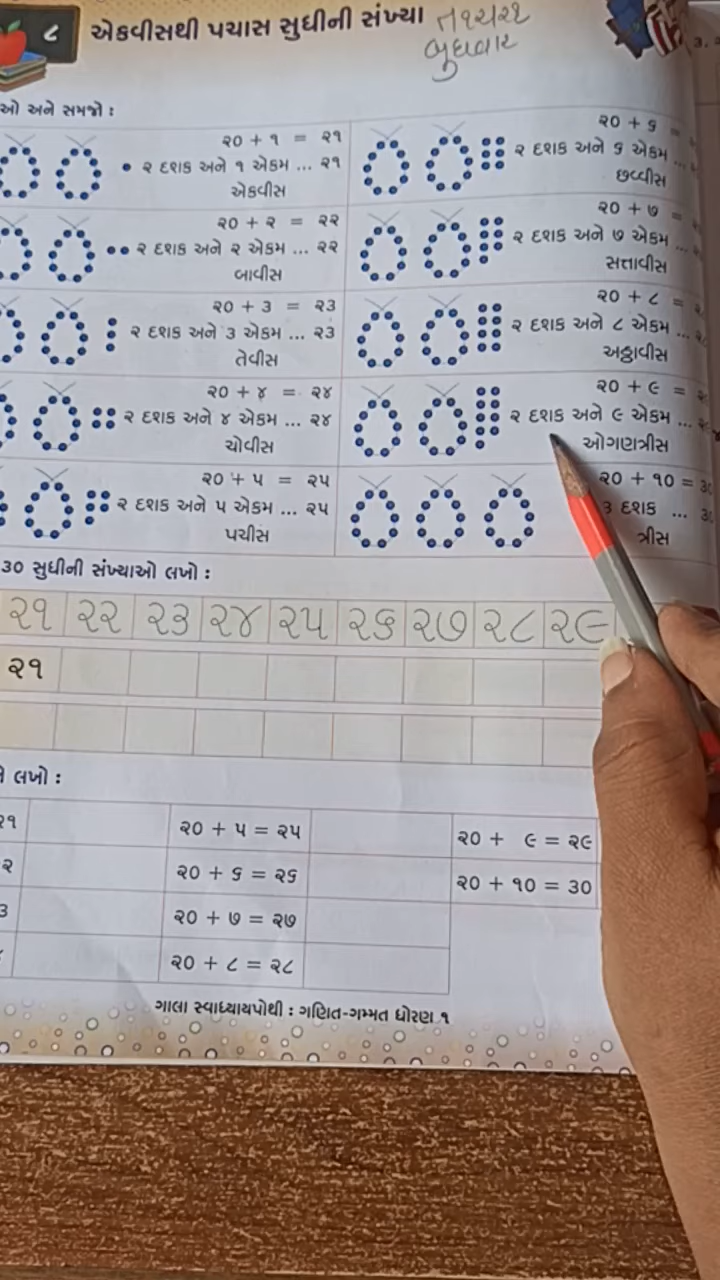 ૮ એકવીસથી પચાસ સુધીની સંખ્યા
બુધવાર
અને સમજો :
૨૦ + ૧ = ૨૧
૨ દશક અને ૧ એકમ ... ૨૧
એકવીસ
૨૦ + ૨ = ૨૨
૨ દશક અને ૨ એકમ ... ૨૨
બાવીસ
૨૦ + ૩ = ૨૩
૨ દશક અને ૩ એકમ ... ૨૩
તેવીસ
૨૦ + ૪ = ૨૪
૨ દશક અને ૪ એકમ ... ૨૪
ચોવીસ
૨૦ + ૫ = ૨૫
૨ દશક અને ૫ એકમ ... ૨૫
પચીસ
૨૦ + ૬ =
૨ દશક અને ૬ એકમ ...
છવ્વીસ
૨૦ + ૭ =
૨ દશક અને ૭ એકમ ...
સત્તાવીસ
૨૦ + ૮ =
૨ દશક અને ૮ એકમ ...
અઠ્ઠાવીસ
૨૦ + ૯ =
૨ દશક અને ૯ એકમ ...
ઓગણત્રીસ
૨૦ + ૧૦ = ૩૦
૩ દશક ... ૩૦
ત્રીસ
૩૦ સુધીની સંખ્યાઓ લખો :
૨૧ ૨૨ ૨૩ ૨૪ ૨૫ ૨૬ ૨૭ ૨૮ ૨૯
૨૧
લખો :
૨૦ + ૫ = ૨૫
૨૦ + ૬ = ૨૬
૨૦ + ૭ = ૨૭
૨૦ + ૮ = ૨૮
૨૦ + ૯ = ૨૯
૨૦ + ૧૦ = ૩૦
ગાલા સ્વાધ્યાયપોથી : ગણિત-ગમ્મત ધોરણ ૧